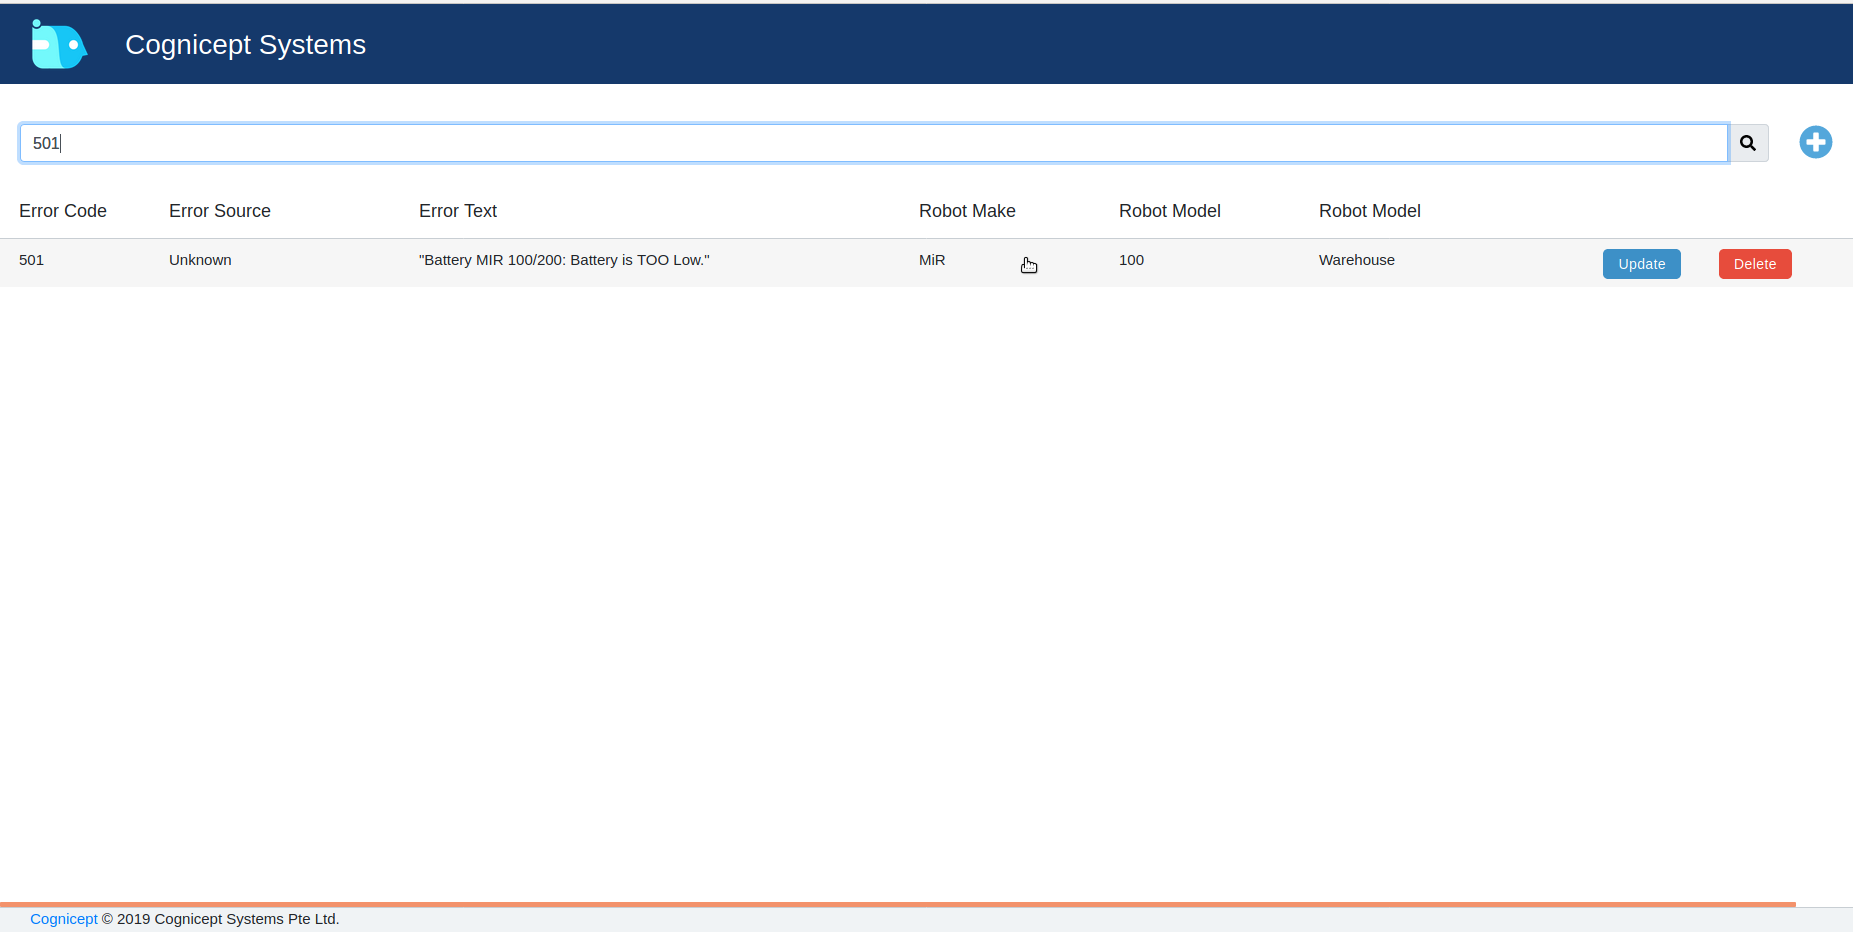 Cognicept Systems
501
Error Code Error Source Error Text Robot Make Robot Model Robot Model
501 Unknown "Battery MIR 100/200: Battery is TOO Low." MiR 100 Warehouse Update Delete
Cognicept © 2019 Cognicept Systems Pte Ltd.